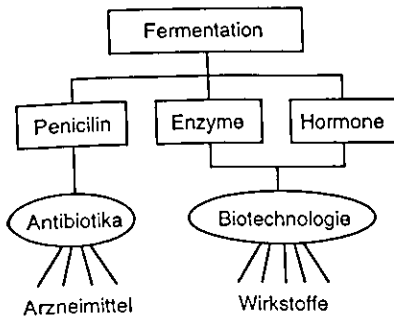 Fermentation
Penicilin
Enzyme
Hormone
Antibiotika
Biotechnologie
Arzneimittel
Wirkstoffe